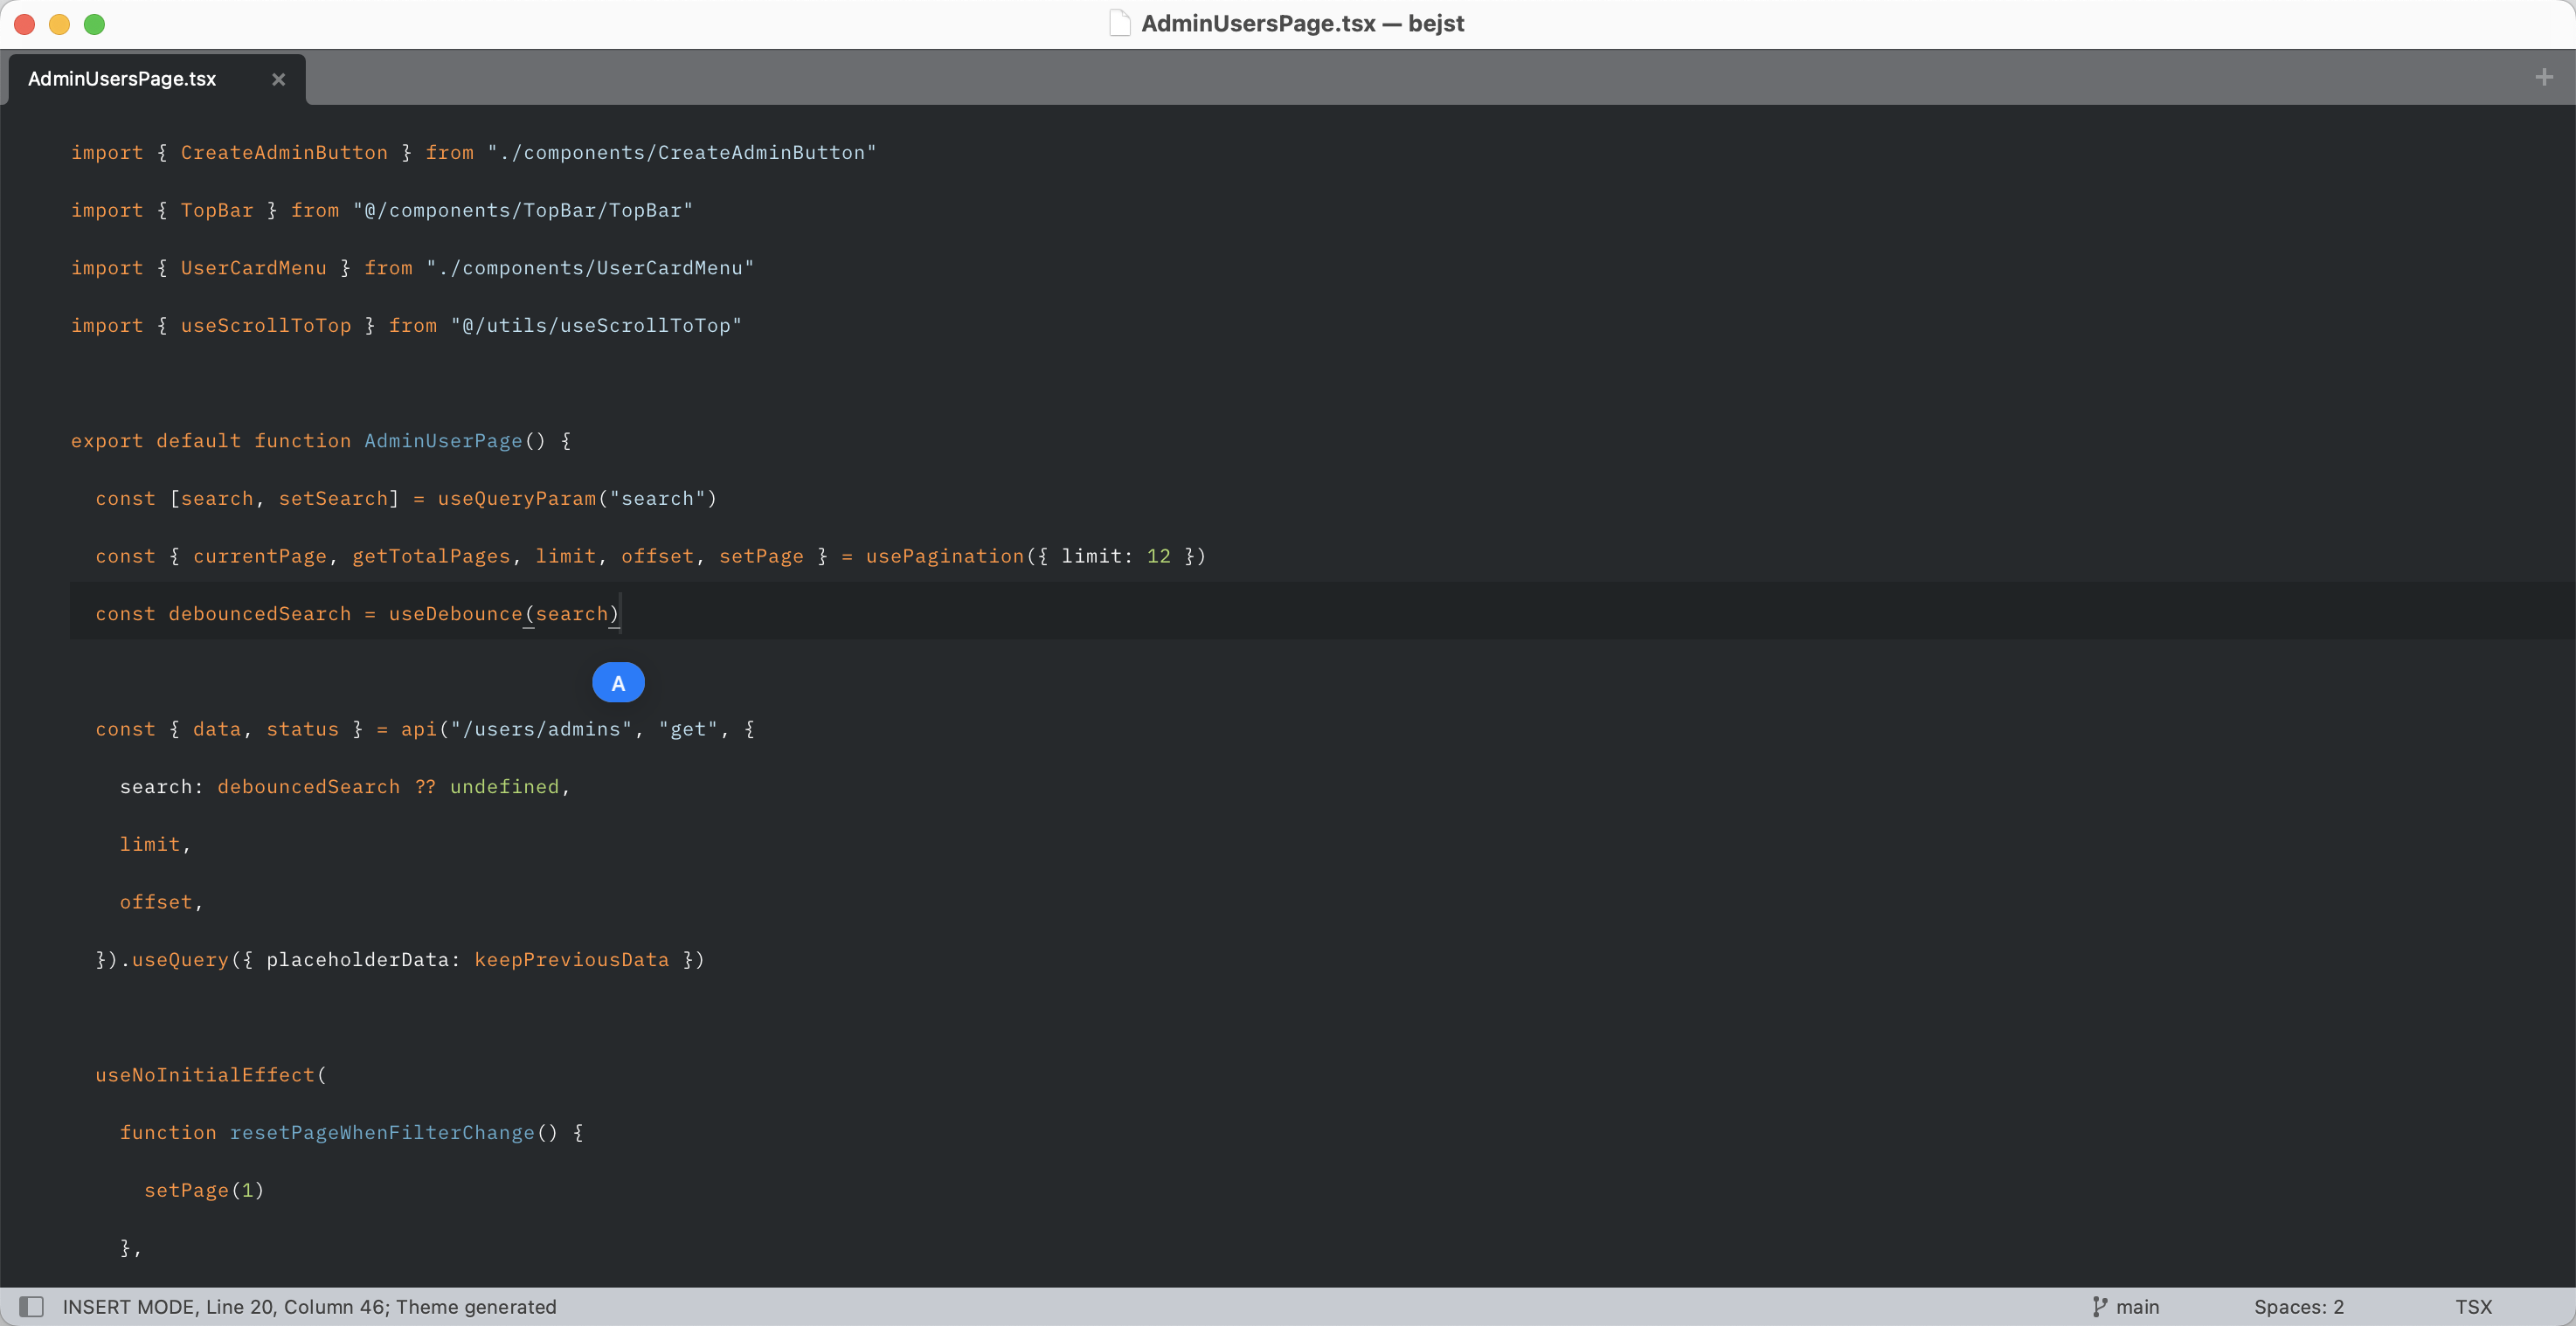 AdminUsersPage.tsx — bejst
AdminUsersPage.tsx
import { CreateAdminButton } from "./components/CreateAdminButton"
import { TopBar } from "@/components/TopBar/TopBar"
import { UserCardMenu } from "./components/UserCardMenu"
import { useScrollToTop } from "@/utils/useScrollToTop"
export default function AdminUserPage() {
const [search, setSearch] = useQueryParam("search")
const { currentPage, getTotalPages, limit, offset, setPage } = usePagination({ limit: 12 })
const debouncedSearch = useDebounce(search)
A
const { data, status } = api("/users/admins", "get", {
search: debouncedSearch ?? undefined,
limit,
offset,
}).useQuery({ placeholderData: keepPreviousData })
useNoInitialEffect(
function resetPageWhenFilterChange() {
setPage(1)
},
INSERT MODE, Line 20, Column 46; Theme generated
main
Spaces: 2
TSX